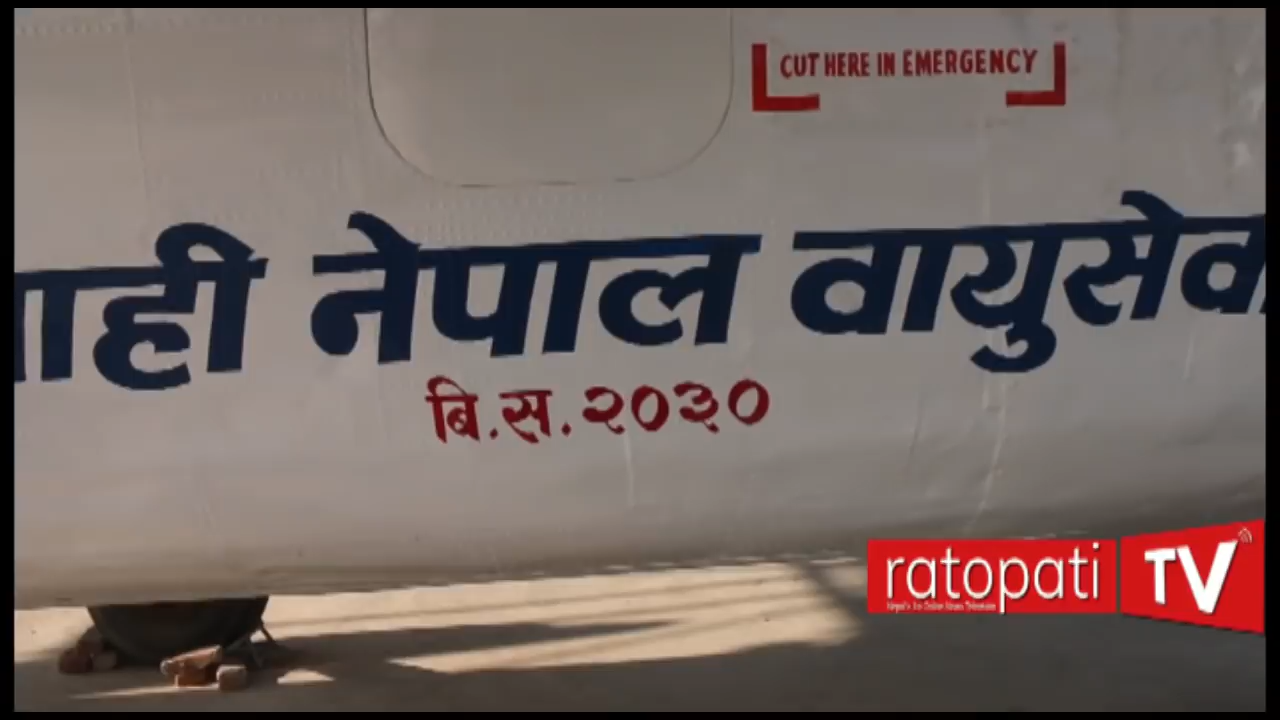 CUT HERE IN EMERGENCY
ाही नेपाल वायुसेवा
बि.स.२०३०
ratopati TV